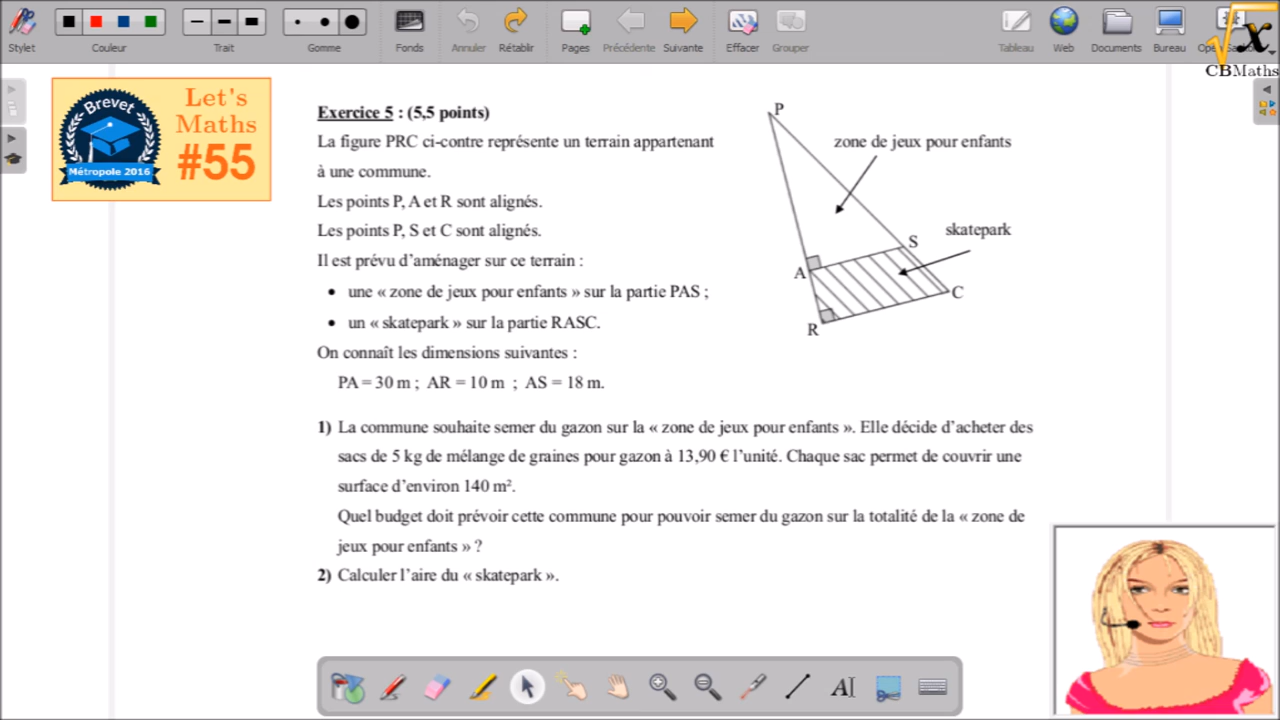 Stylet
Couleur
Trait
Gomme
Fonds
Annuler
Rétablir
Pages
Précédente
Suivante
Effacer
Grouper
Tableau
Web
Documents
Bureau
CBMaths
Brevet
Métropole 2016
Let's
Maths
#55
Exercice 5 : (5,5 points)
La figure PRC ci-contre représente un terrain appartenant
à une commune.
Les points P, A et R sont alignés.
Les points P, S et C sont alignés.
Il est prévu d'aménager sur ce terrain :
• une « zone de jeux pour enfants » sur la partie PAS ;
• un « skatepark » sur la partie RASC.
On connaît les dimensions suivantes :
PA = 30 m ; AR = 10 m ; AS = 18 m.
P
zone de jeux pour enfants
S
skatepark
A
C
R
1) La commune souhaite semer du gazon sur la « zone de jeux pour enfants ». Elle décide d'acheter des
sacs de 5 kg de mélange de graines pour gazon à 13,90 € l'unité. Chaque sac permet de couvrir une
surface d'environ 140 m².
Quel budget doit prévoir cette commune pour pouvoir semer du gazon sur la totalité de la « zone de
jeux pour enfants » ?
2) Calculer l'aire du « skatepark ».